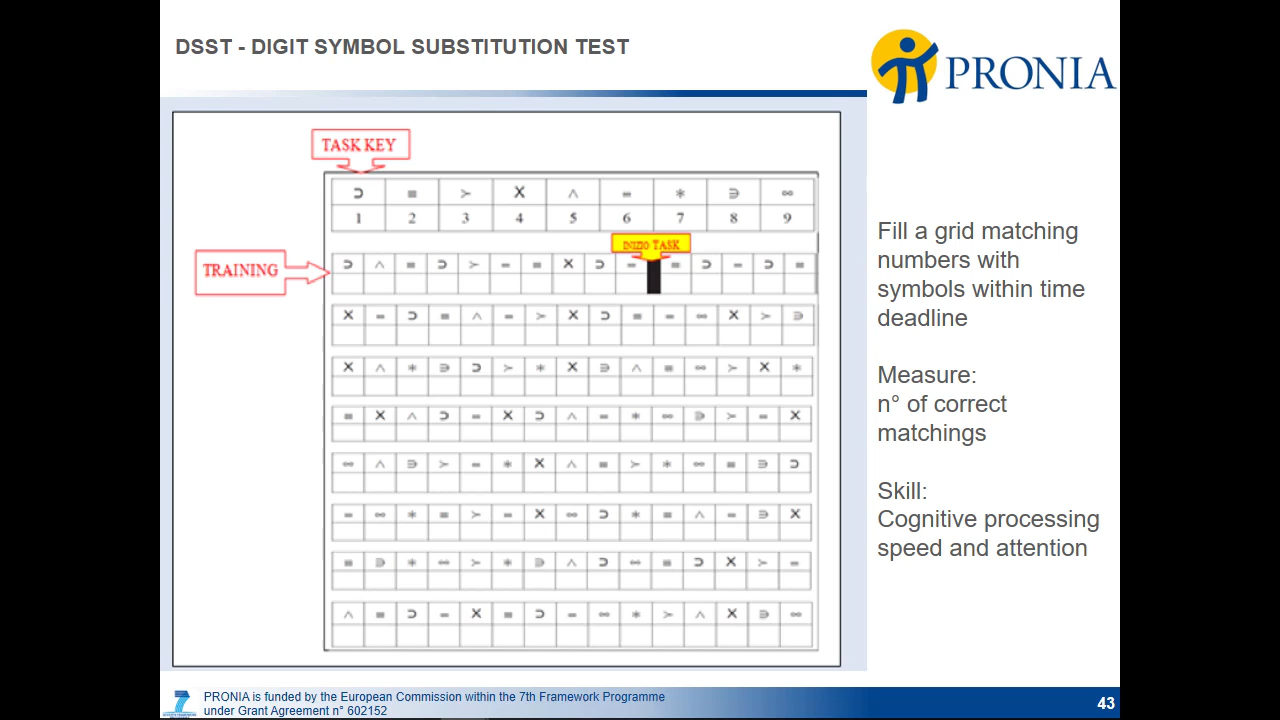 DSST - DIGIT SYMBOL SUBSTITUTION TEST
PRONIA
TASK KEY
⊃ ≡ ≻ X ∧ = * ∋ ∞
1 2 3 4 5 6 7 8 9
INIZIO TASK
TRAINING
Fill a grid matching
numbers with
symbols within time
deadline
Measure:
n° of correct
matchings
Skill:
Cognitive processing
speed and attention
PRONIA is funded by the European Commission within the 7th Framework Programme
under Grant Agreement n° 602152
43